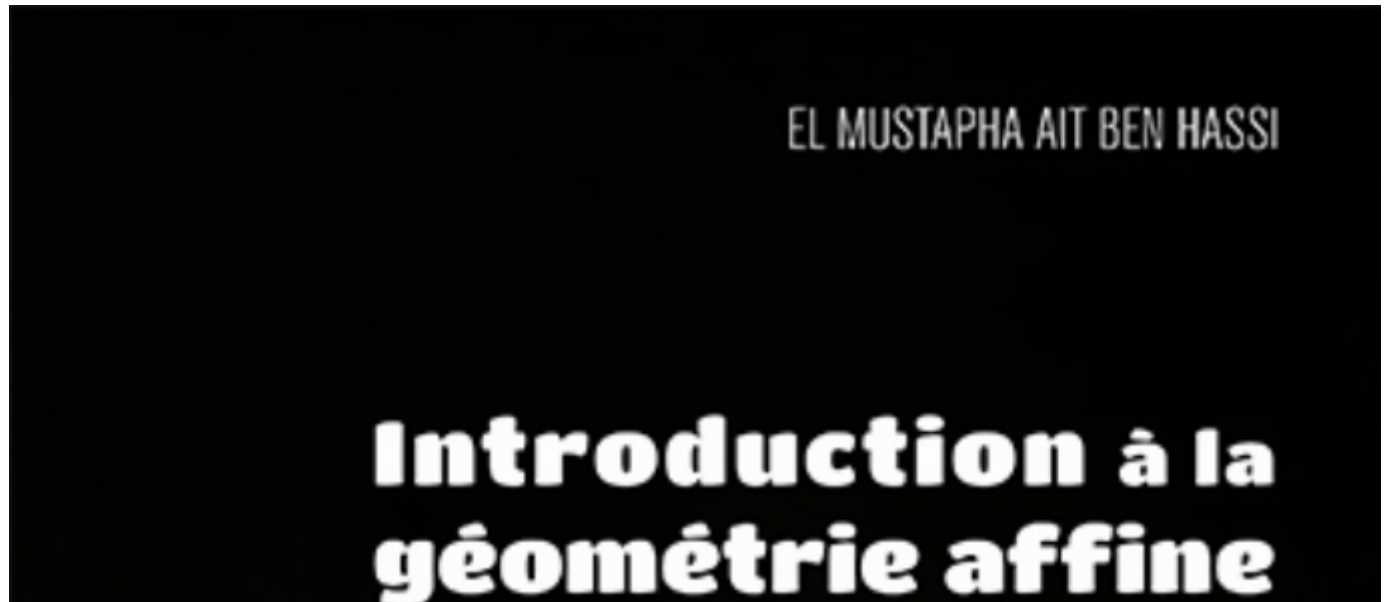 EL MUSTAPHA AIT BEN HASSI
Introduction à la
géométrie affine